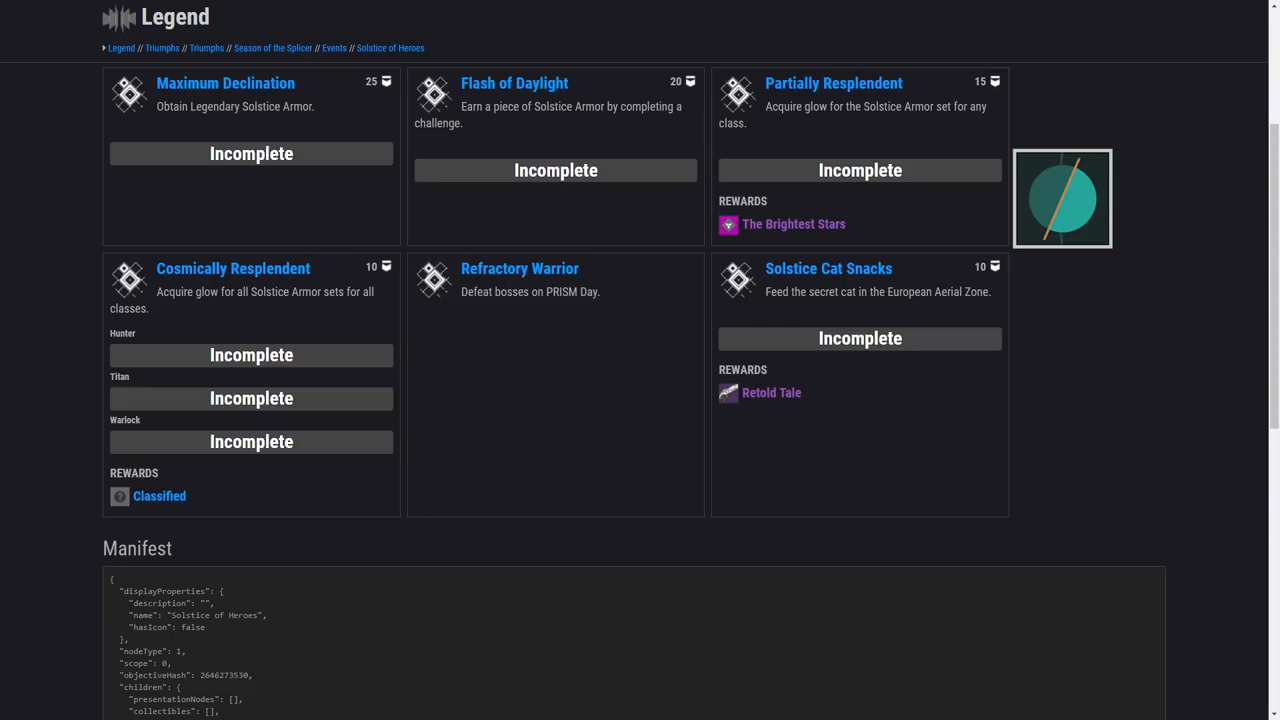 Legend
Legend // Triumphs // Triumphs // Season of the Splicer // Events // Solstice of Heroes
Maximum Declination
25
Obtain Legendary Solstice Armor.
Incomplete
Flash of Daylight
20
Earn a piece of Solstice Armor by completing a
challenge.
Incomplete
Partially Resplendent
15
Acquire glow for the Solstice Armor set for any
class.
Incomplete
REWARDS
The Brightest Stars
Cosmically Resplendent
10
Acquire glow for all Solstice Armor sets for all
classes.
Hunter
Incomplete
Titan
Incomplete
Warlock
Incomplete
REWARDS
Classified
Refractory Warrior
Defeat bosses on PRISM Day.
Solstice Cat Snacks
10
Feed the secret cat in the European Aerial Zone.
Incomplete
REWARDS
Retold Tale
Manifest
{
"displayProperties": {
"description": "",
"name": "Solstice of Heroes",
"hasIcon": false
},
"nodeType": 1,
"scope": 0,
"objectiveHash": 2646273530,
"children": {
"presentationNodes": [],
"collectibles": [],